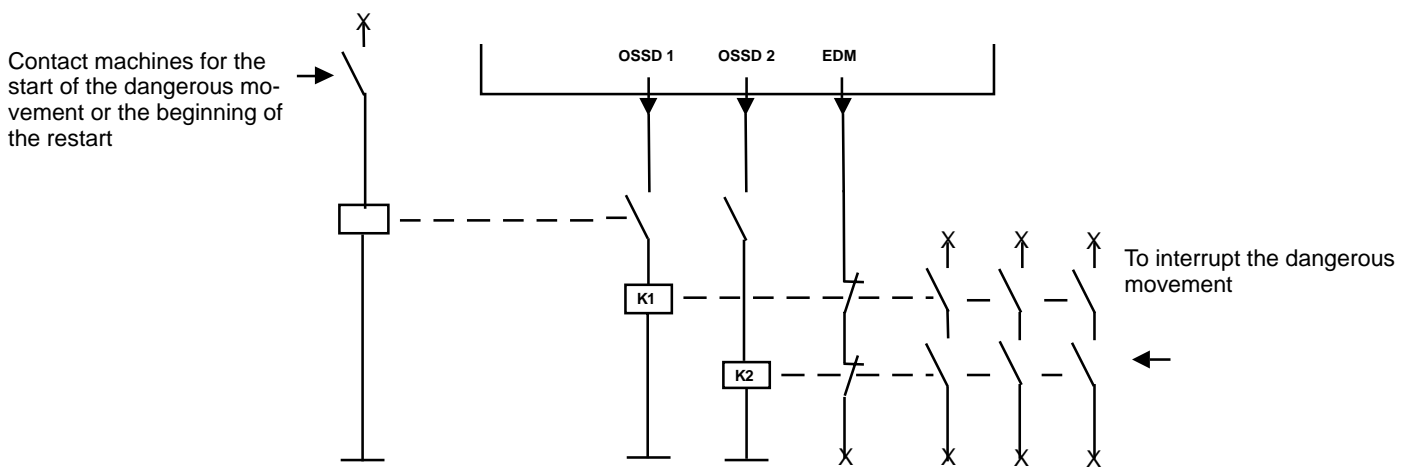 X
Contact machines for the
start of the dangerous mo-
vement or the beginning of
the restart
OSSD 1 OSSD 2 EDM
X X X
To interrupt the dangerous
movement
K1
K2
X X X X